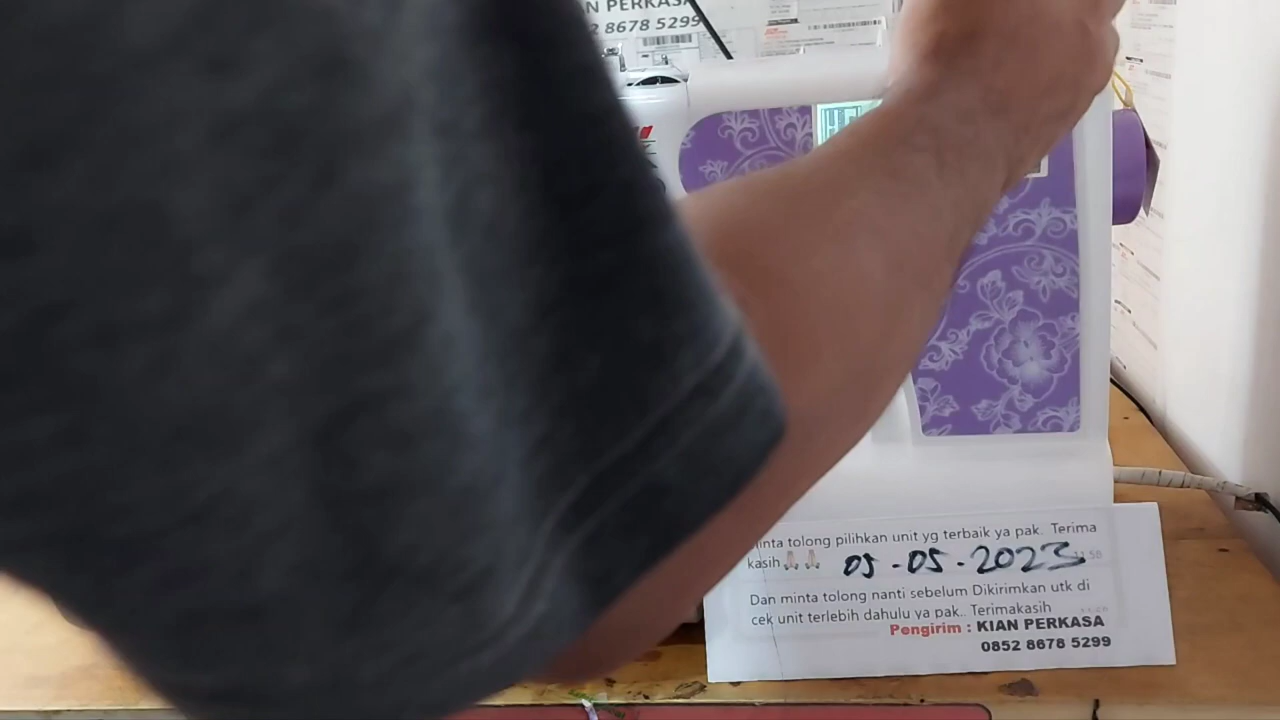 N PERKASA
2 8678 5299
HEL
Minta tolong pilihkan unit yg terbaik ya pak. Terima
kasih🙏🏻🙏🏻 05-05-2023
Dan minta tolong nanti sebelum Dikirimkan utk di
cek unit terlebih dahulu ya pak.. Terimakasih
Pengirim : KIAN PERKASA
0852 8678 5299